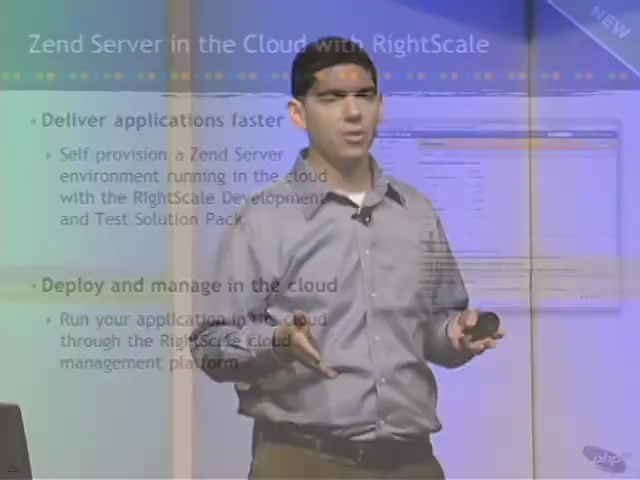 Zend Server in the Cloud with RightScale
NEW
• Deliver applications faster
› Self provision a Zend Server
environment running in the cloud
with the RightScale Development
and Test Solution Pack.
• Deploy and manage in the cloud
› Run your application in the cloud
through the RightScale cloud
management platform
php